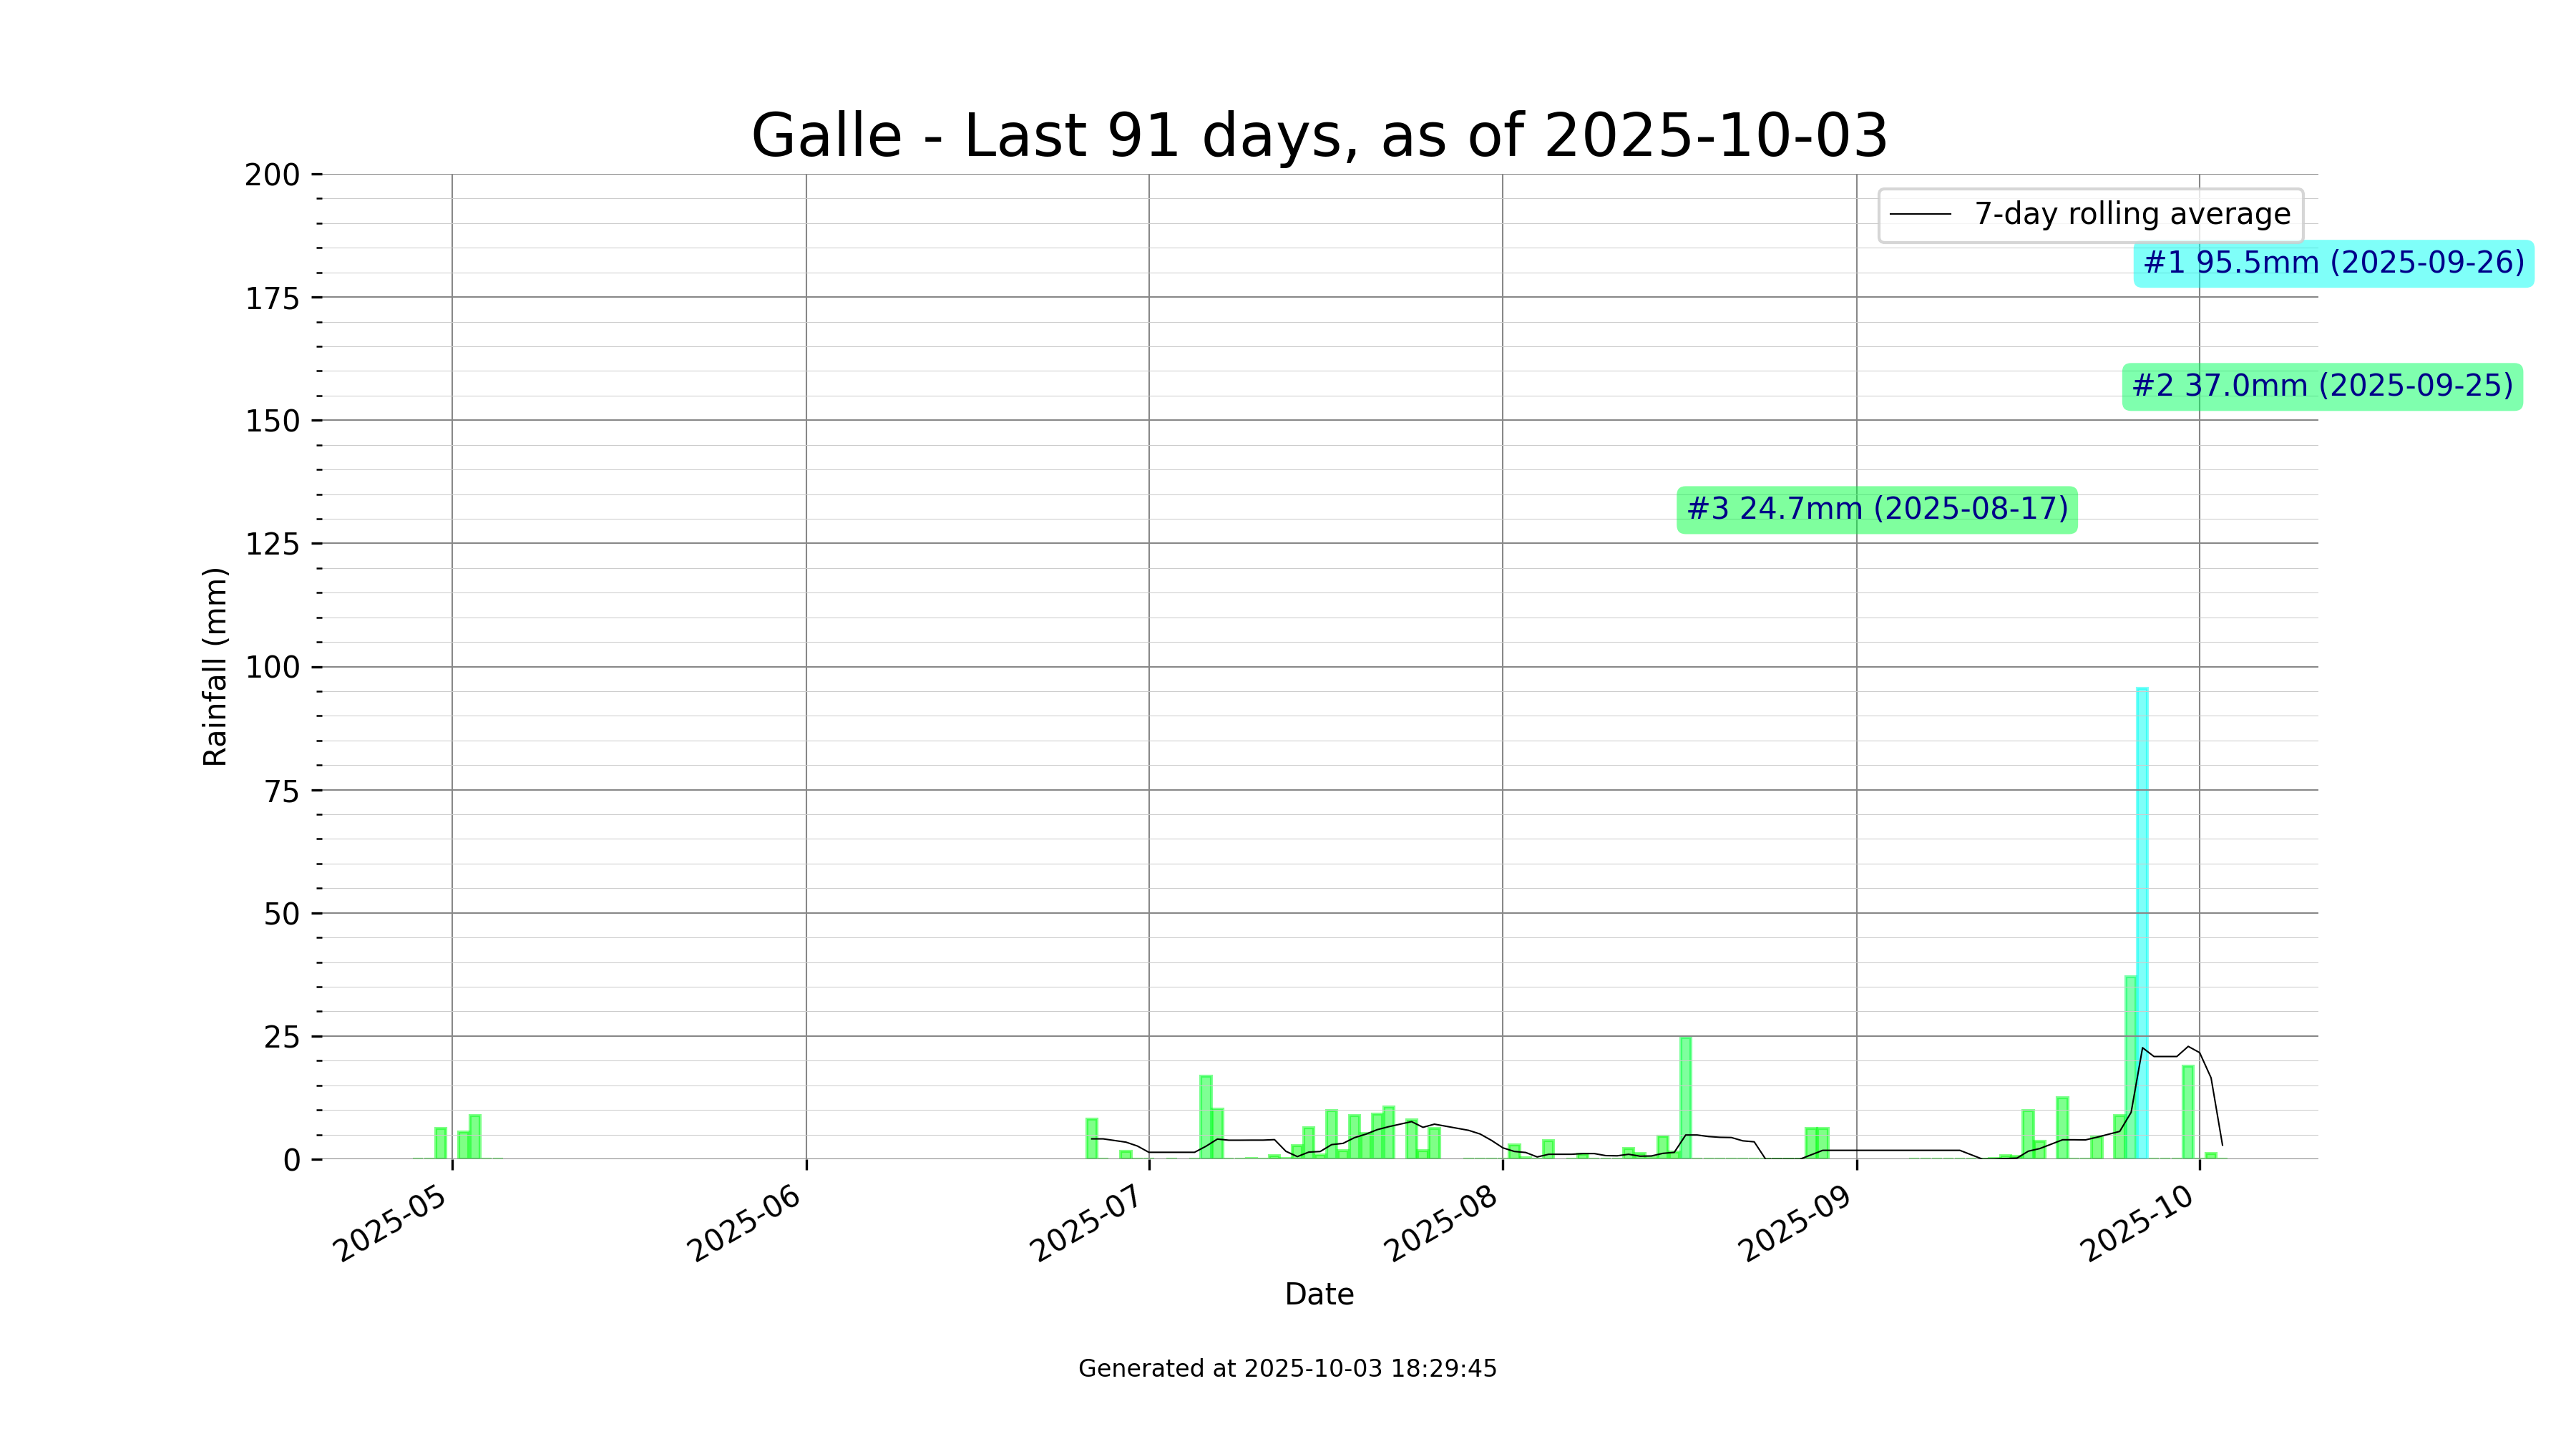 Galle - Last 91 days, as of 2025-10-03
200
175
150
125
100
75
50
25
0
Rainfall (mm)
7-day rolling average
#1 95.5mm (2025-09-26)
#2 37.0mm (2025-09-25)
#3 24.7mm (2025-08-17)
2025-05
2025-06
2025-07
2025-08
2025-09
2025-10
Date
Generated at 2025-10-03 18:29:45